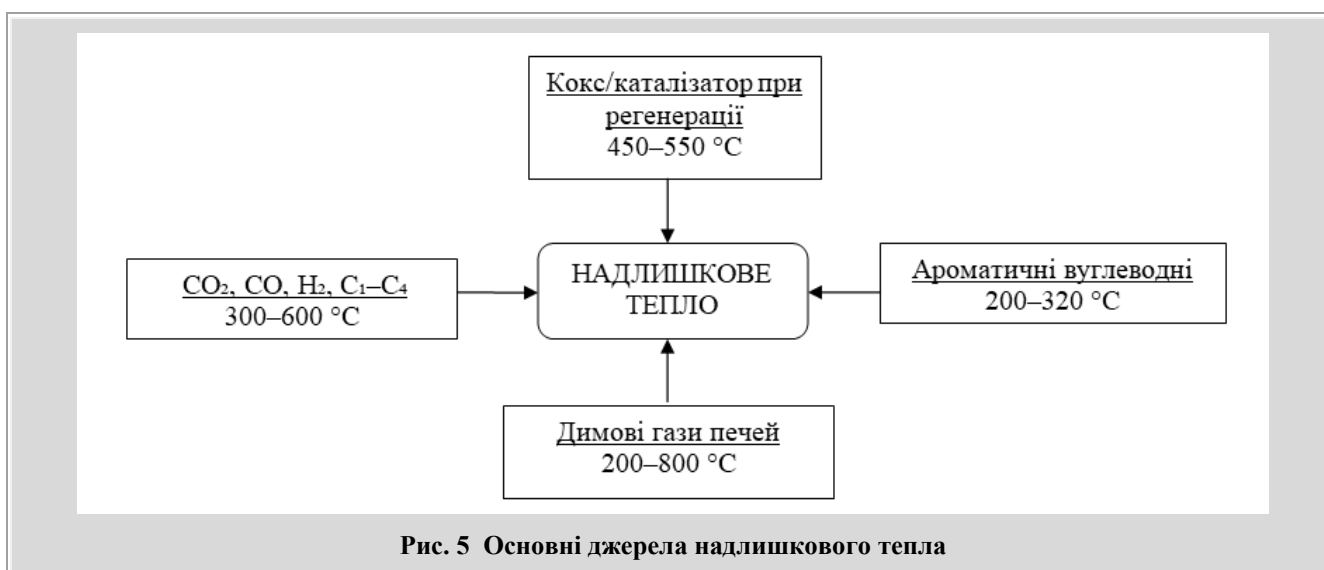 Кокс/каталізатор при
регенерації
450–550 °C
CO₂, CO, H₂, C₁–C₄
300–600 °C
НАДЛИШКОВЕ
ТЕПЛО
Ароматичні вуглеводні
200–320 °C
Димові гази печей
200–800 °C
Рис. 5 Основні джерела надлишкового тепла